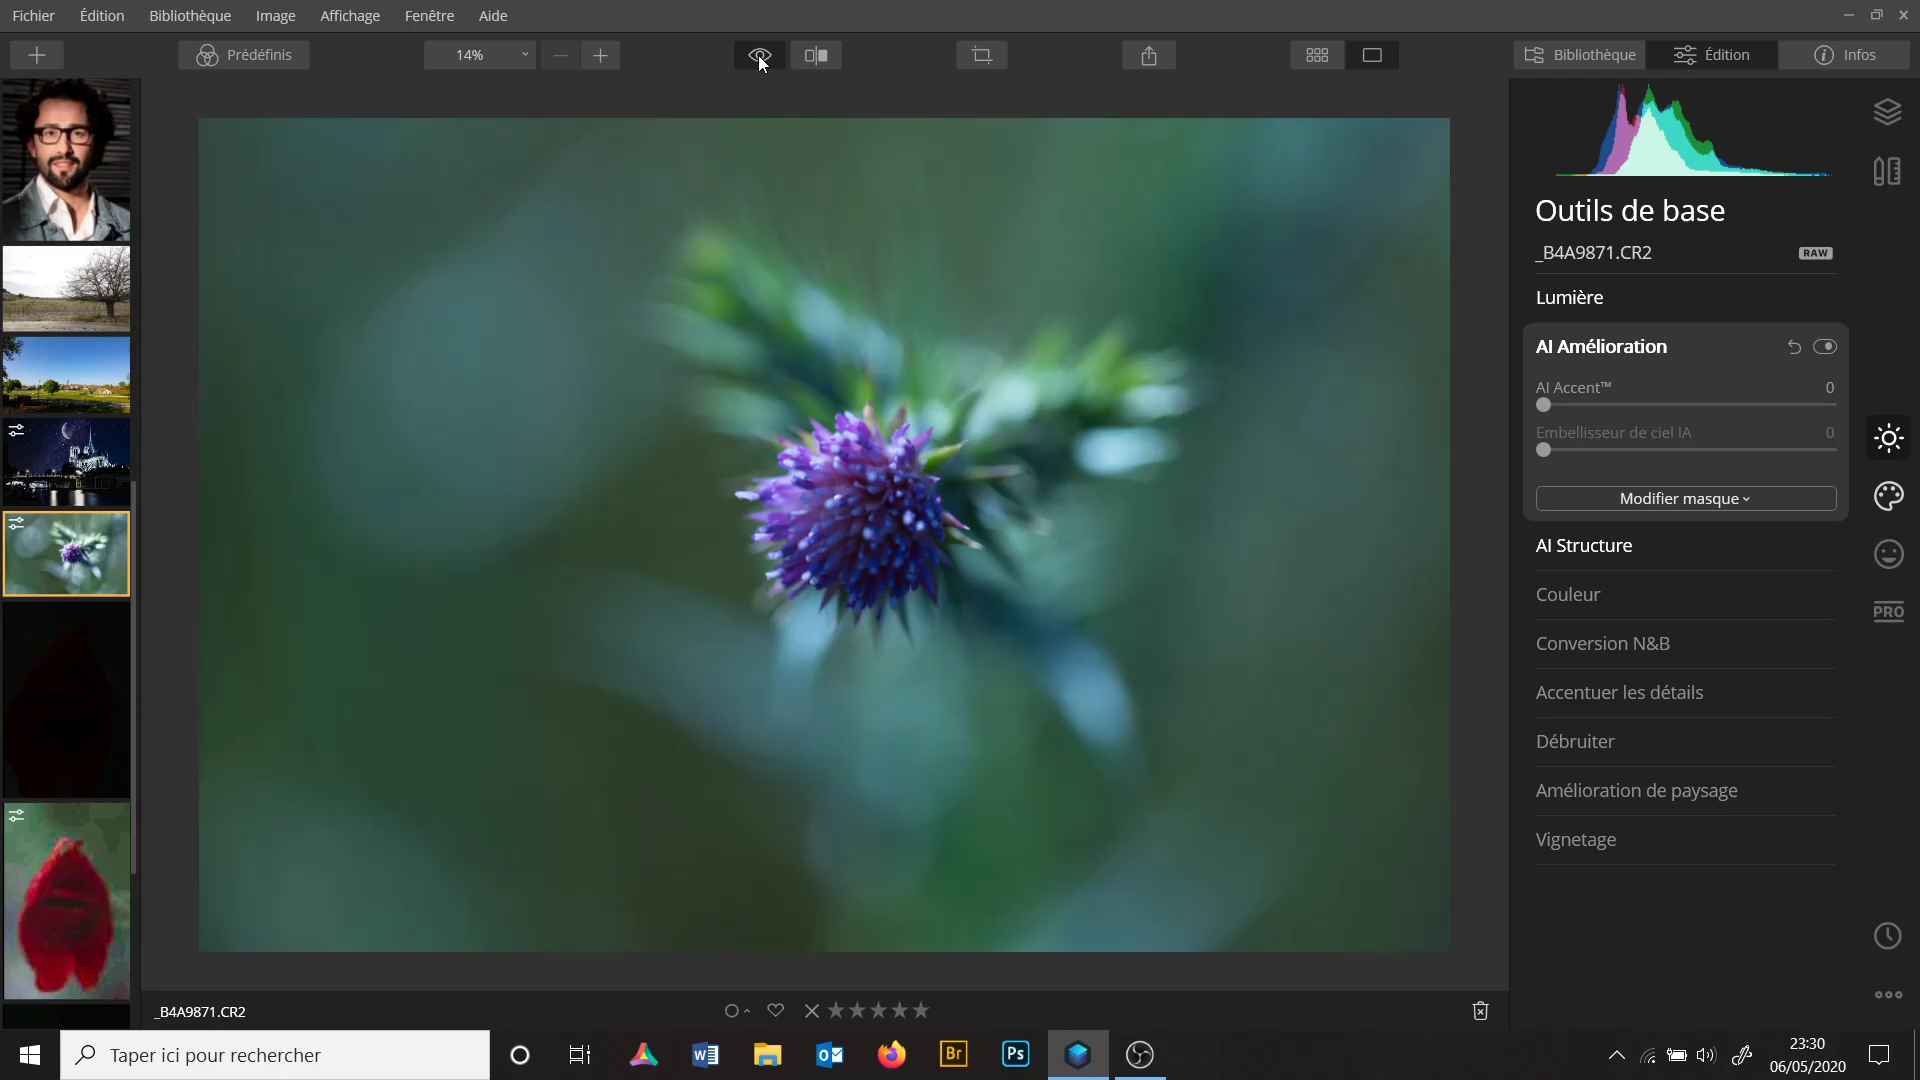 Fichier Édition Bibliothèque Image Affichage Fenêtre Aide
Prédéfinis 14% Bibliothèque Édition Infos
Outils de base
_B4A9871.CR2 RAW
Lumière
AI Amélioration
AI Accent™ 0
Embellisseur de ciel IA 0
Modifier masque
AI Structure
Couleur
Conversion N&B
Accentuer les détails
Débruiter
Amélioration de paysage
Vignetage
PRO
_B4A9871.CR2
Taper ici pour rechercher
Br Ps
23:30
06/05/2020